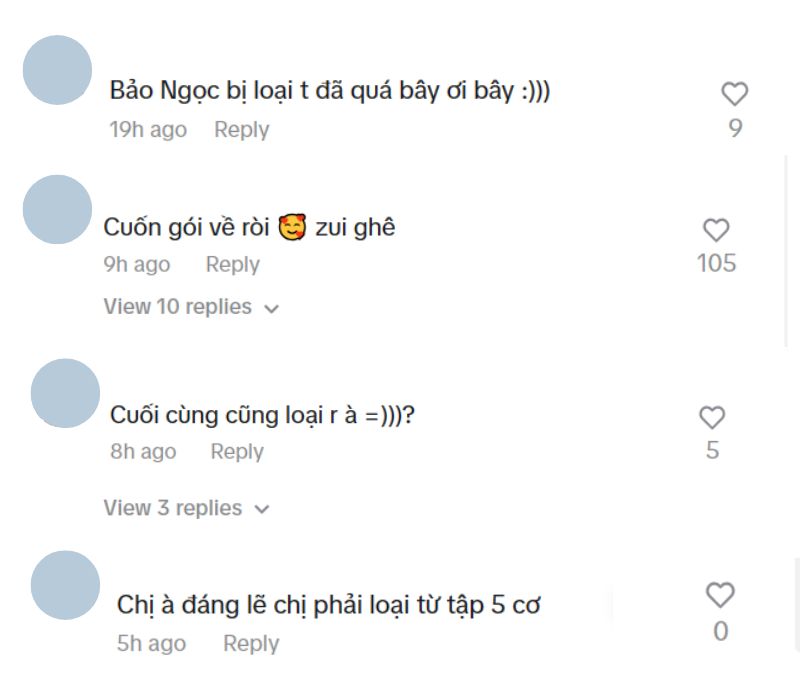 Bảo Ngọc bị loại t đã quá bây ơi bây :)))
9
19h ago Reply
Cuốn gói về ròi 🥰 zui ghê
105
9h ago Reply
View 10 replies
Cuối cùng cũng loại r à =)))?
5
8h ago Reply
View 3 replies
Chị à đáng lẽ chị phải loại từ tập 5 cơ
0
5h ago Reply